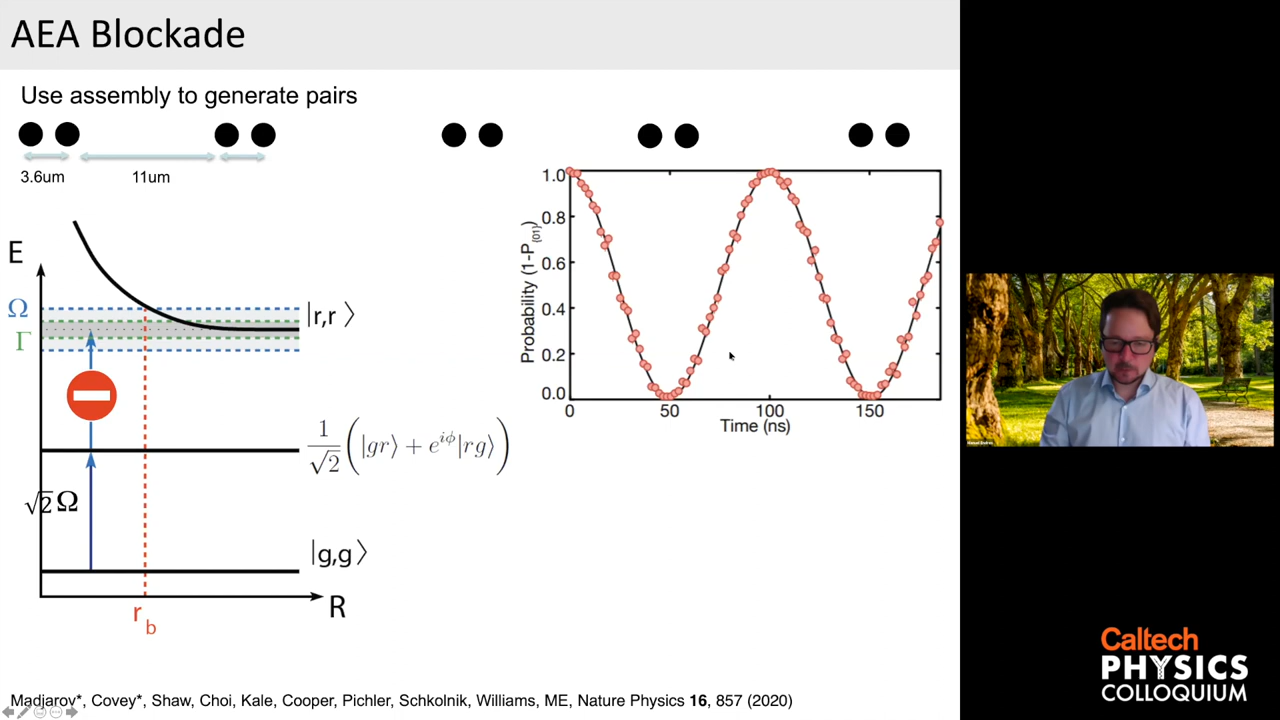 AEA Blockade
Use assembly to generate pairs
3.6um
11um
E
Ω
Γ
|r,r ⟩
1/√2 (|gr⟩ + e^{iϕ}|rg⟩)
√2 Ω
|g,g ⟩
R
r_b
Probability (1-P_{01})
1.0
0.8
0.6
0.4
0.2
0.0
0 50 100 150
Time (ns)
Madjarov*, Covey*, Shaw, Choi, Kale, Cooper, Pichler, Schkolnik, Williams, ME, Nature Physics 16, 857 (2020)
Caltech
PHYSICS
COLLOQUIUM